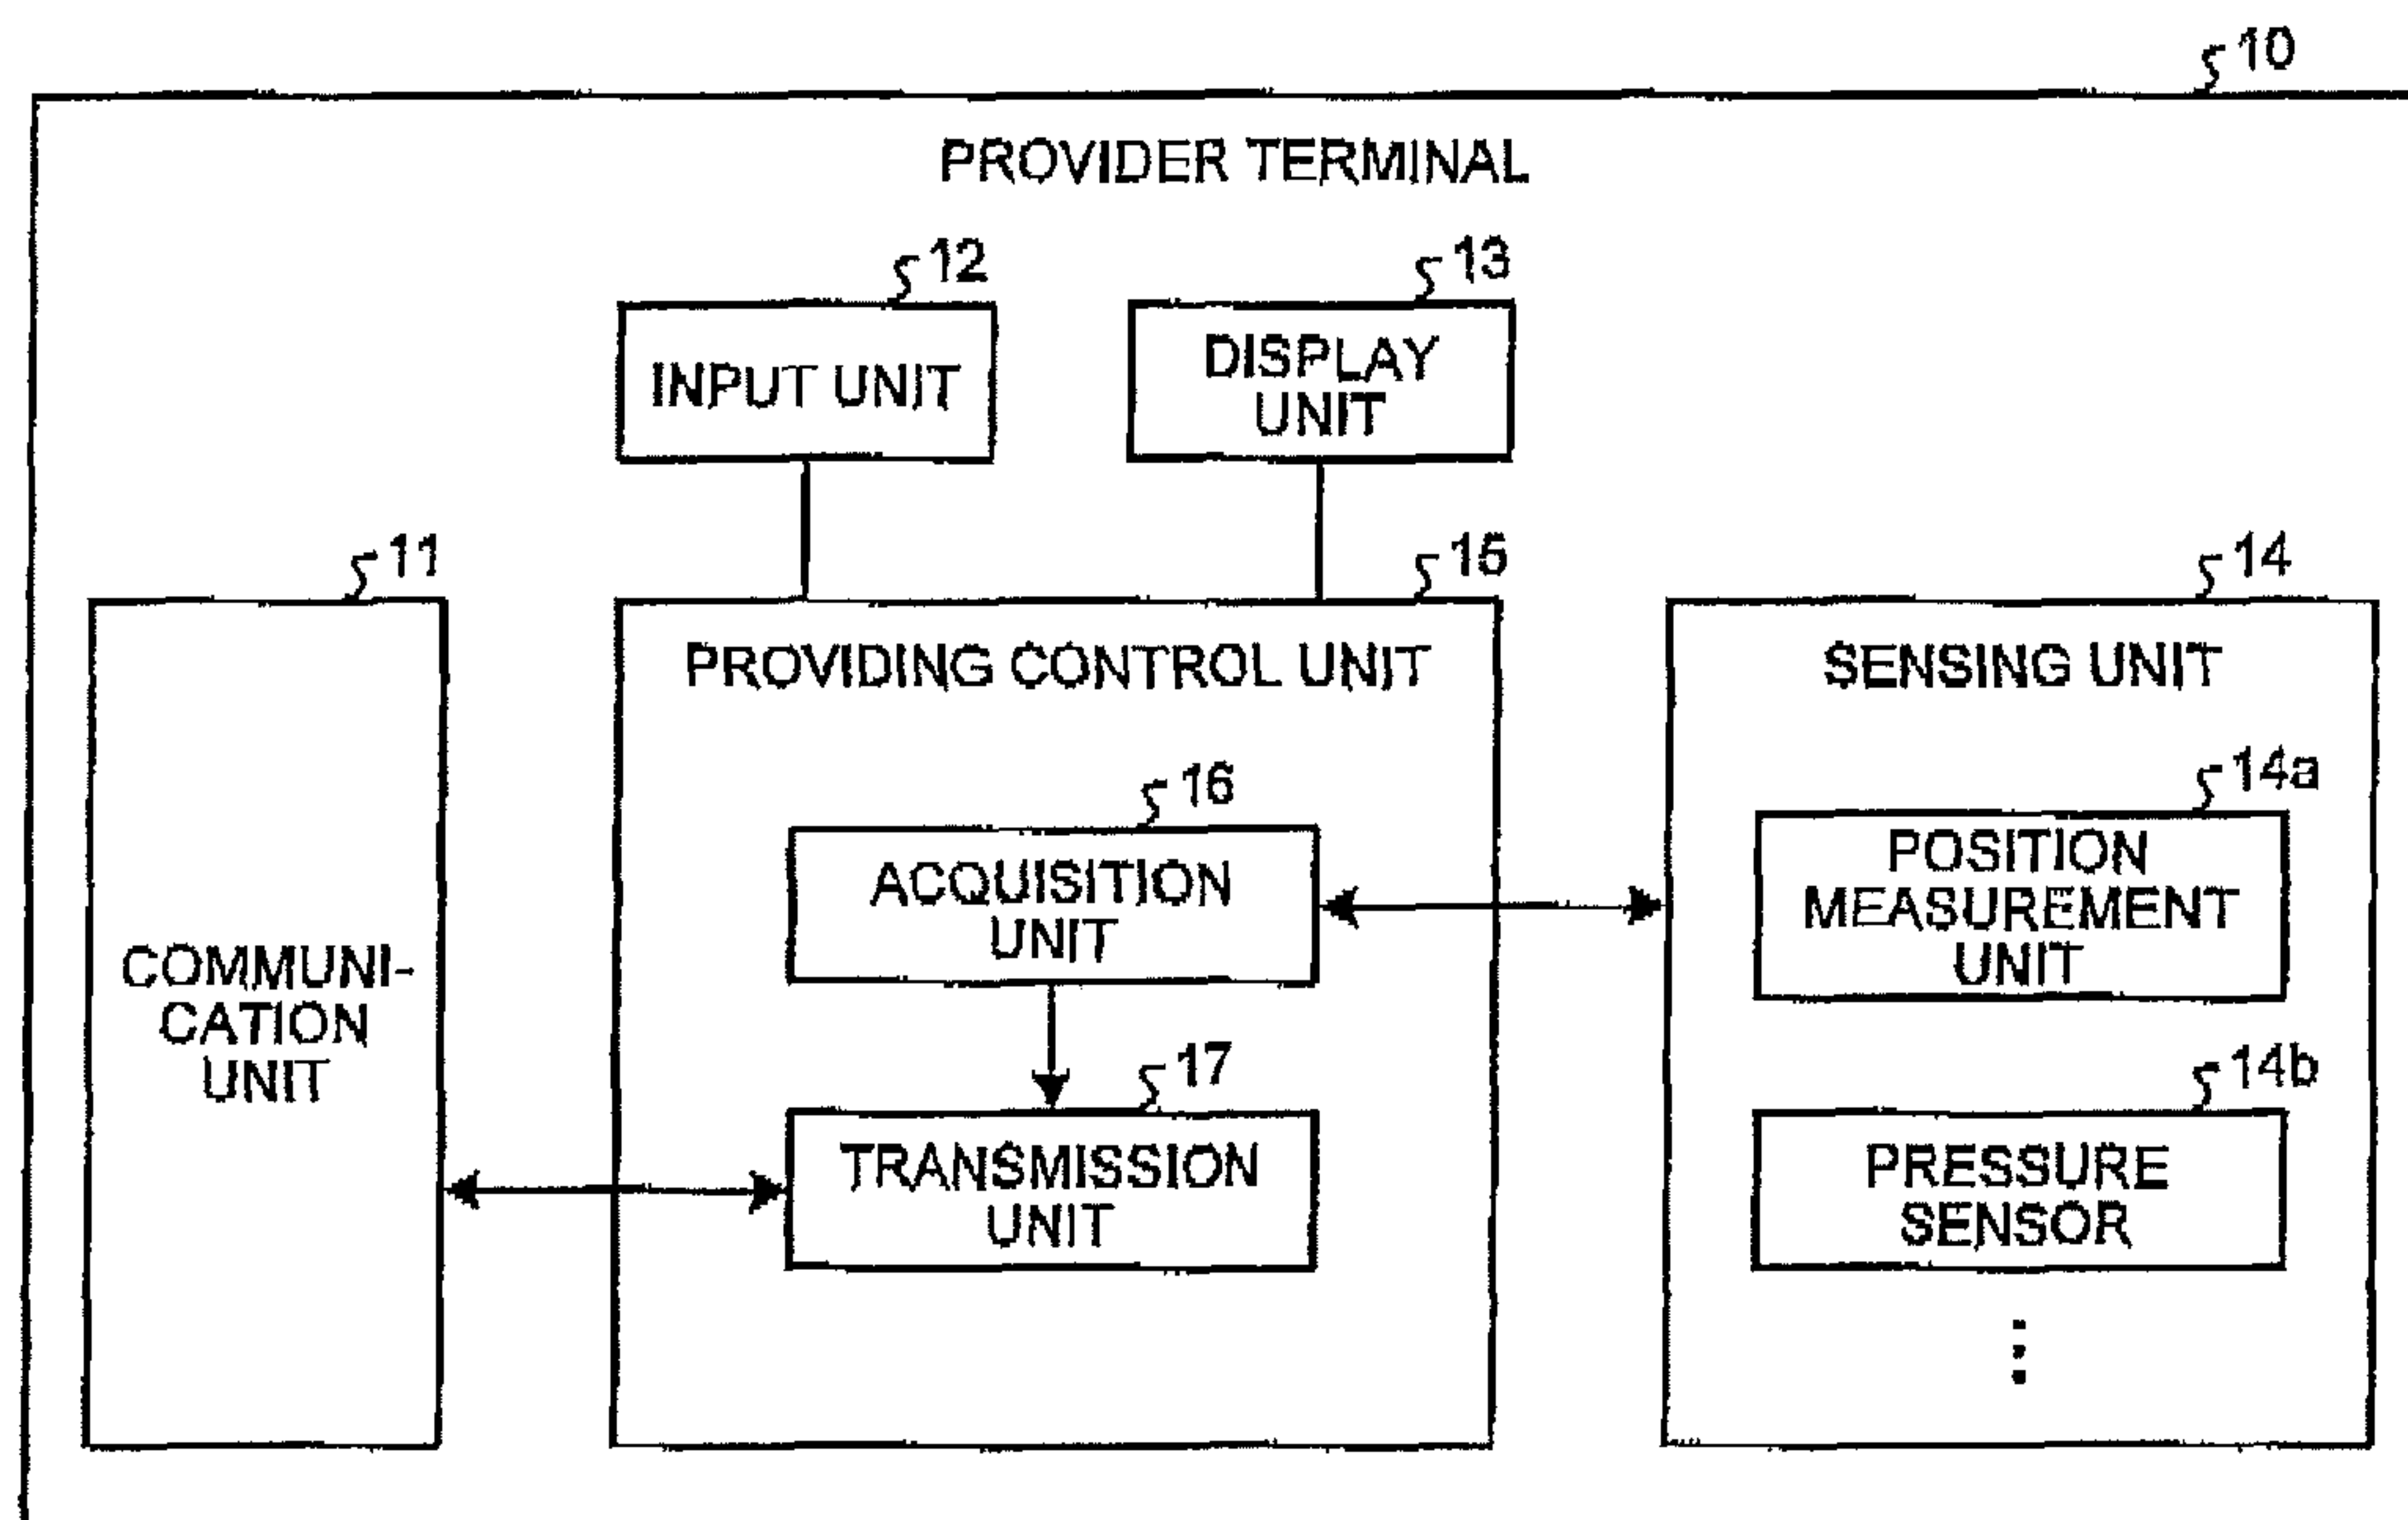 10
PROVIDER TERMINAL
12
13
INPUT UNIT
DISPLAY
UNIT
11
15
14
COMMUNI-
CATION
UNIT
PROVIDING CONTROL UNIT
16
ACQUISITION
UNIT
17
TRANSMISSION
UNIT
SENSING UNIT
14a
POSITION
MEASUREMENT
UNIT
14b
PRESSURE
SENSOR